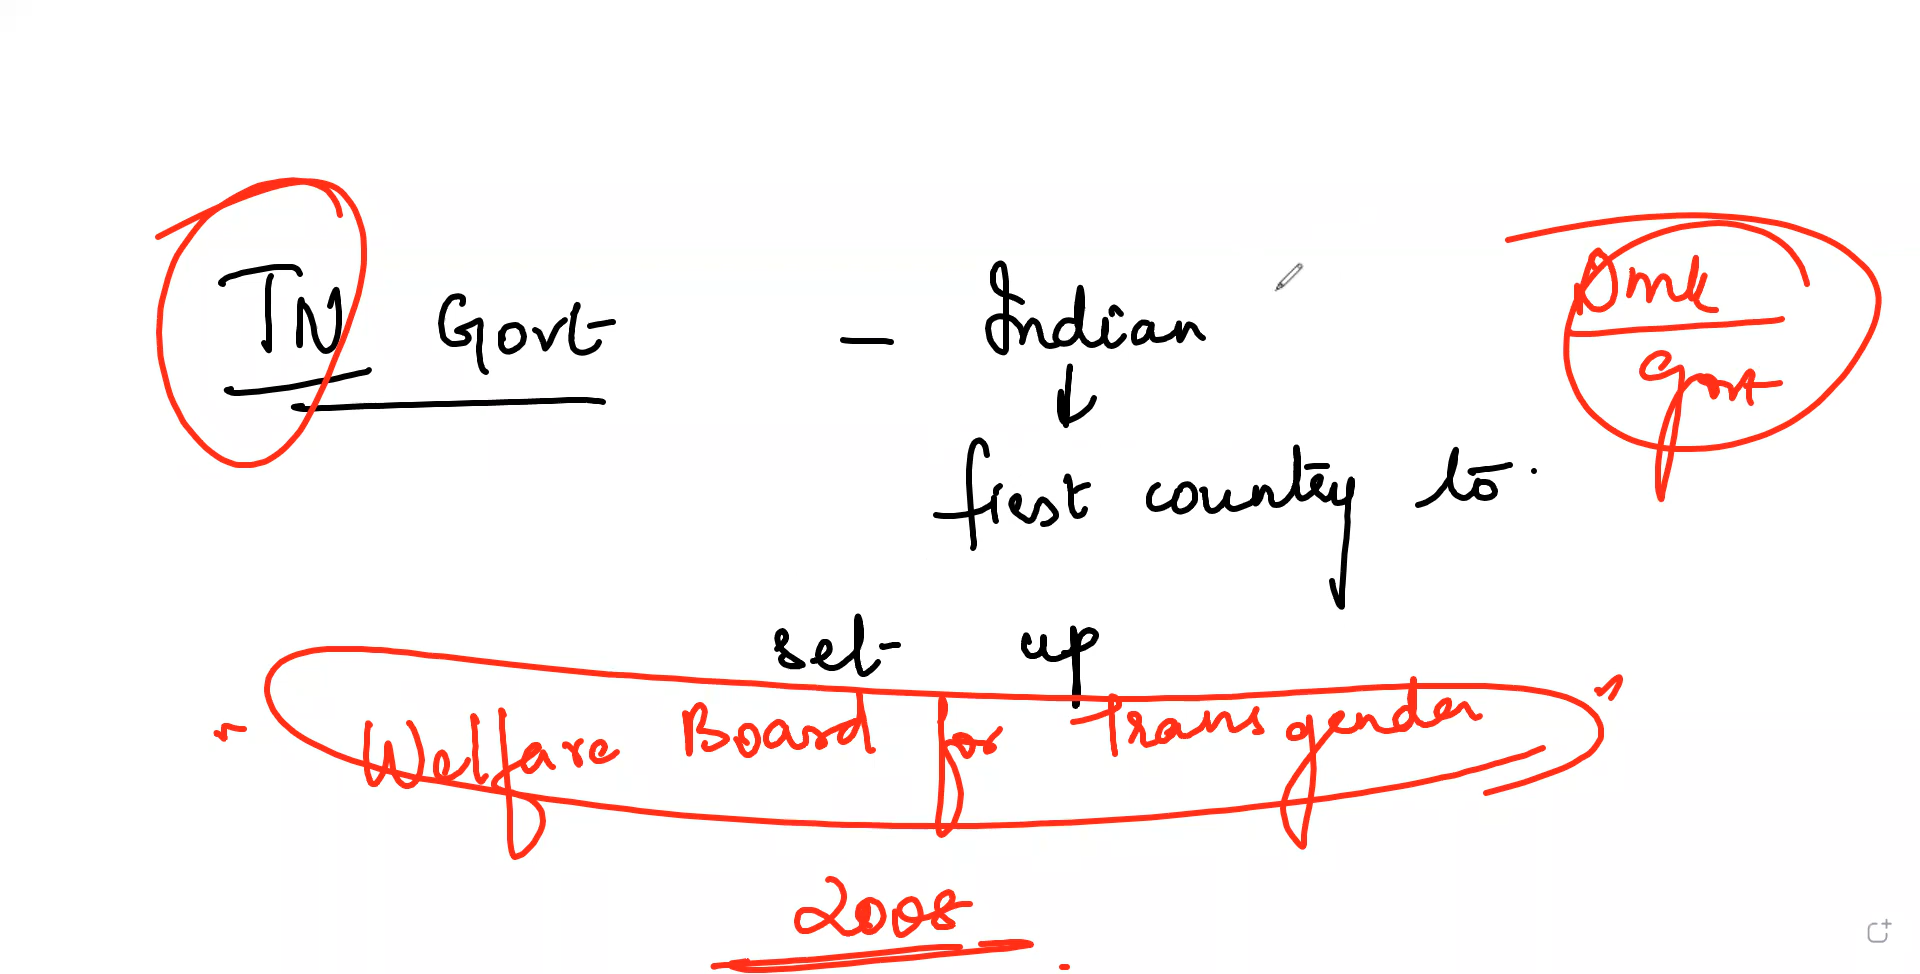 TN Govt - Indian
Dmk
Govt
first country to
set up
"Welfare Board for Transgender"
2008